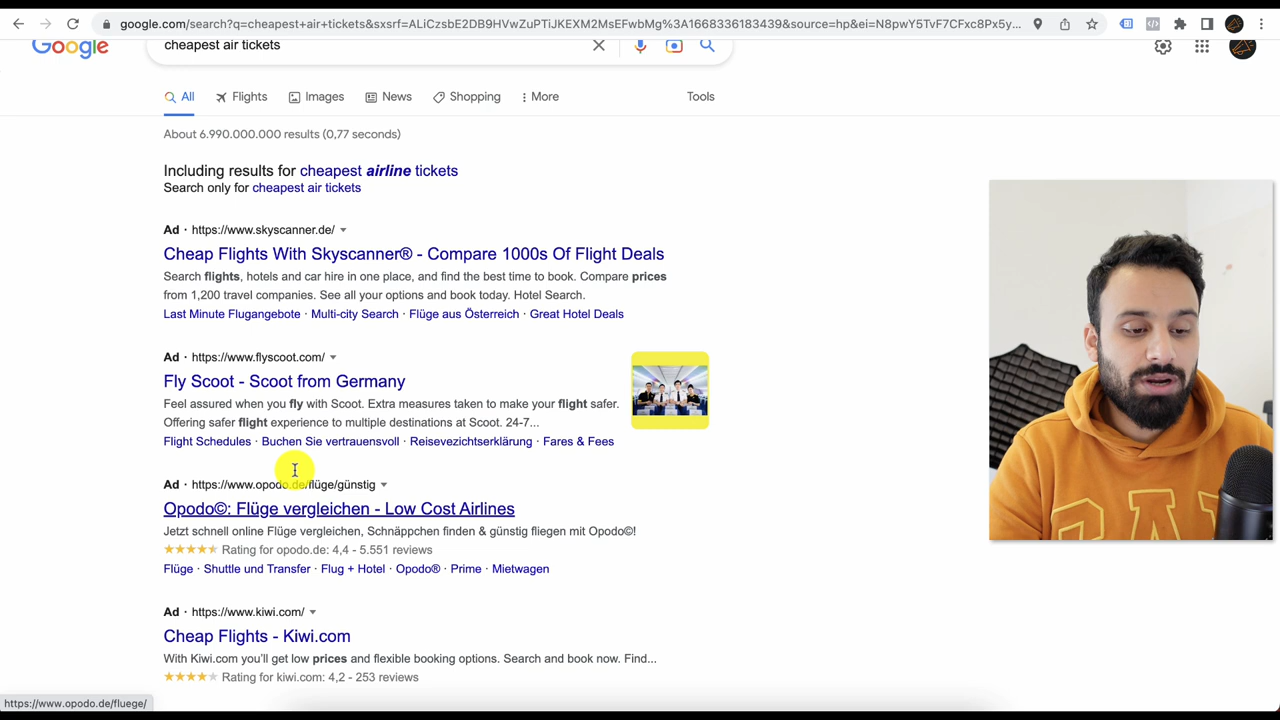 google.com/search?q=cheapest+air+tickets&sxsrf=ALiCzsbE2DB9HVwZuPTiJKEXM2MsEFwbMg%3A1668336183439&source=hp&ei=N8pwY5TvF7CFxc8Px5y...
Google
cheapest air tickets
All Flights Images News Shopping More Tools
About 6.990.000.000 results (0,77 seconds)
Including results for cheapest airline tickets
Search only for cheapest air tickets
Ad · https://www.skyscanner.de/
Cheap Flights With Skyscanner® - Compare 1000s Of Flight Deals
Search flights, hotels and car hire in one place, and find the best time to book. Compare prices
from 1,200 travel companies. See all your options and book today. Hotel Search.
Last Minute Flugangebote · Multi-city Search · Flüge aus Österreich · Great Hotel Deals
Ad · https://www.flyscoot.com/
Fly Scoot - Scoot from Germany
Feel assured when you fly with Scoot. Extra measures taken to make your flight safer.
Offering safer flight experience to multiple destinations at Scoot. 24-7...
Flight Schedules · Buchen Sie vertrauensvoll · Reisevezichtserklärung · Fares & Fees
Ad · https://www.opodo.de/flüge/günstig
Opodo©: Flüge vergleichen - Low Cost Airlines
Jetzt schnell online Flüge vergleichen, Schnäppchen finden & günstig fliegen mit Opodo©!
Rating for opodo.de: 4,4 - 5.551 reviews
Flüge · Shuttle und Transfer · Flug + Hotel · Opodo® · Prime · Mietwagen
Ad · https://www.kiwi.com/
Cheap Flights - Kiwi.com
With Kiwi.com you'll get low prices and flexible booking options. Search and book now. Find...
Rating for kiwi.com: 4,2 - 253 reviews
https://www.opodo.de/fluege/